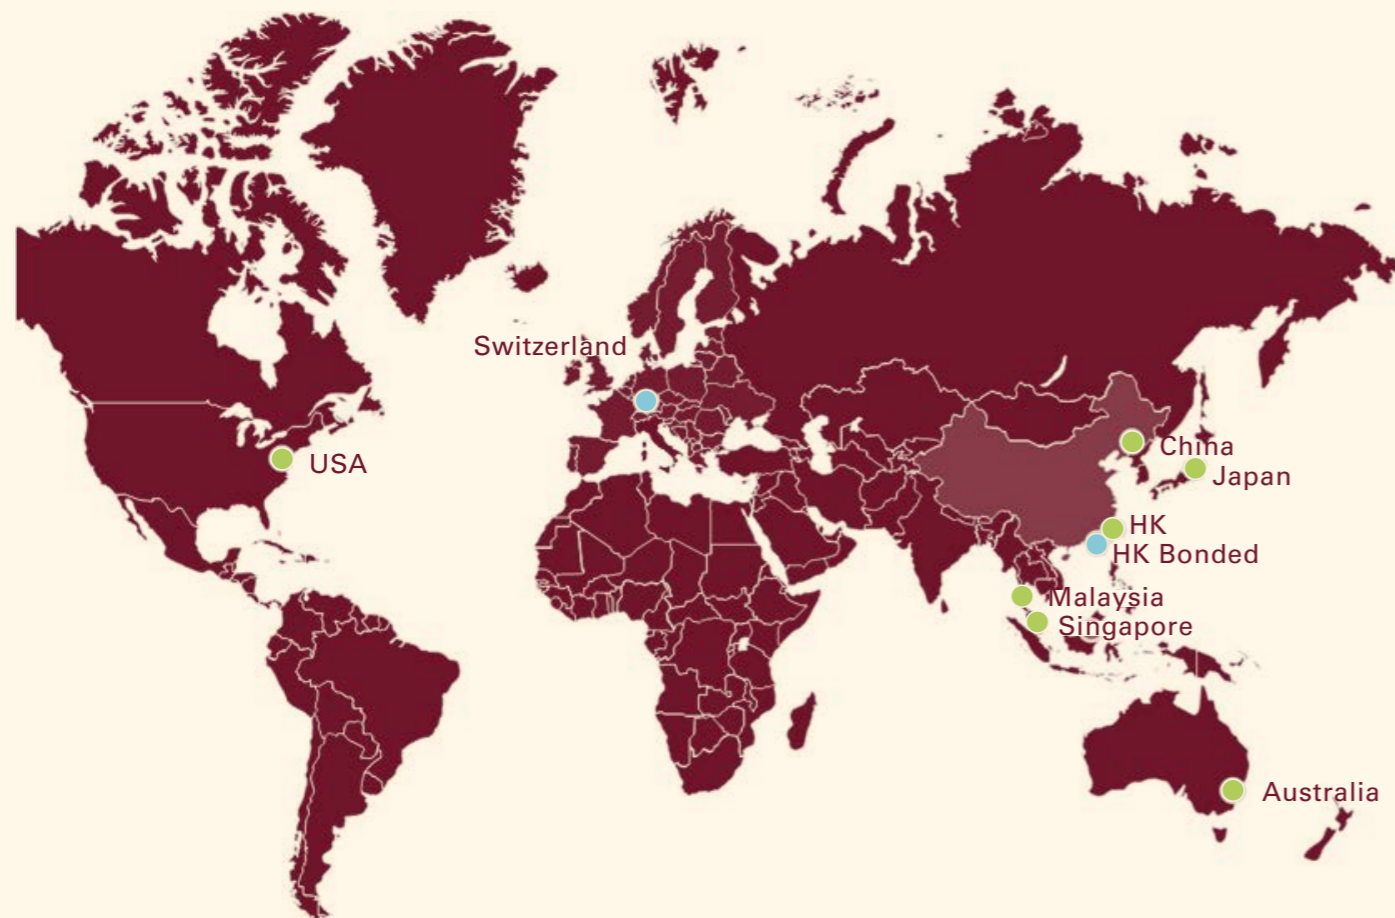 Switzerland
USA
China
Japan
HK
HK Bonded
Malaysia
Singapore
Australia